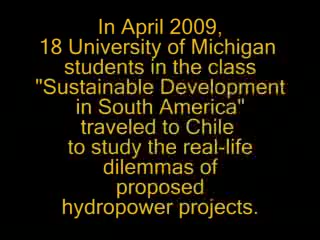 In April 2009,
18 University of Michigan
students in the class
"Sustainable Development
in South America"
traveled to Chile
to study the real-life
dilemmas of
proposed
hydropower projects.